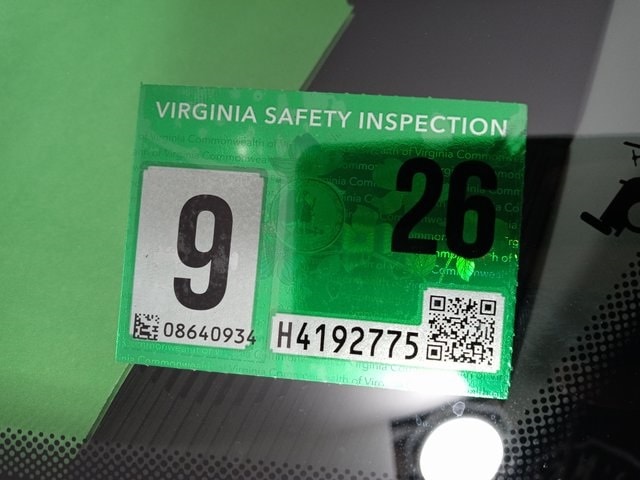 VIRGINIA SAFETY INSPECTION
9
26
08640934
H4192775